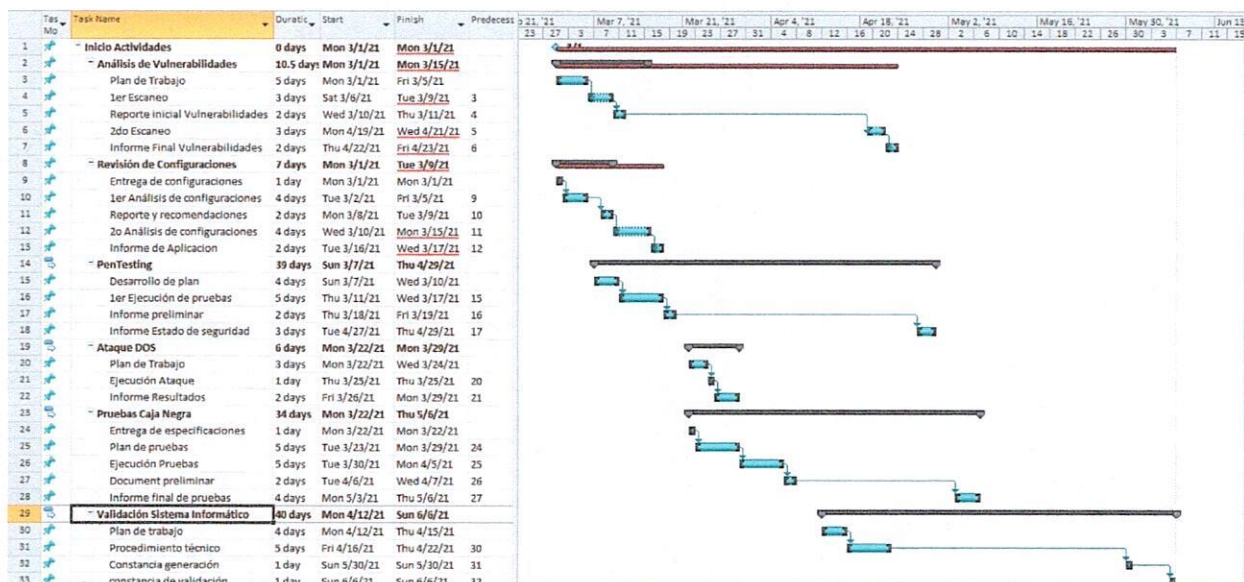 Tas Mo Task Name Duratic Start Finish Predecess 21, '21 Mar 7, '21 Mar 21, '21 Apr 4, '21 Apr 18, '21 May 2, '21 May 16, '21 May 30, '21 Jun 13
23 27 3 7 11 15 19 23 27 31 4 8 12 16 20 24 28 2 6 10 14 18 22 26 30 3 7 11 15
1 Inicio Actividades 0 days Mon 3/1/21 Mon 3/1/21
2 Análisis de Vulnerabilidades 10.5 days Mon 3/1/21 Mon 3/15/21
3 Plan de Trabajo 5 days Mon 3/1/21 Fri 3/5/21
4 1er Escaneo 3 days Sat 3/6/21 Tue 3/9/21 3
5 Reporte inicial Vulnerabilidades 2 days Wed 3/10/21 Thu 3/11/21 4
6 2do Escaneo 3 days Mon 4/19/21 Wed 4/21/21 5
7 Informe Final Vulnerabilidades 2 days Thu 4/22/21 Fri 4/23/21 6
8 Revisión de Configuraciones 7 days Mon 3/1/21 Tue 3/9/21
9 Entrega de configuraciones 1 day Mon 3/1/21 Mon 3/1/21
10 1er Análisis de configuraciones 4 days Tue 3/2/21 Fri 3/5/21 9
11 Reporte y recomendaciones 2 days Mon 3/8/21 Tue 3/9/21 10
12 2o Análisis de configuraciones 4 days Wed 3/10/21 Mon 3/15/21 11
13 Informe de Aplicacion 2 days Tue 3/16/21 Wed 3/17/21 12
14 PenTesting 39 days Sun 3/7/21 Thu 4/29/21
15 Desarrollo de plan 4 days Sun 3/7/21 Wed 3/10/21
16 1er Ejecución de pruebas 5 days Thu 3/11/21 Wed 3/17/21 15
17 Informe preliminar 2 days Thu 3/18/21 Fri 3/19/21 16
18 Informe Estado de seguridad 3 days Tue 4/27/21 Thu 4/29/21 17
19 Ataque DOS 6 days Mon 3/22/21 Mon 3/29/21
20 Plan de Trabajo 3 days Mon 3/22/21 Wed 3/24/21
21 Ejecución Ataque 1 day Thu 3/25/21 Thu 3/25/21 20
22 Informe Resultados 2 days Fri 3/26/21 Mon 3/29/21 21
23 Pruebas Caja Negra 34 days Mon 3/22/21 Thu 5/6/21
24 Entrega de especificaciones 1 day Mon 3/22/21 Mon 3/22/21
25 Plan de pruebas 5 days Tue 3/23/21 Mon 3/29/21 24
26 Ejecución Pruebas 5 days Tue 3/30/21 Mon 4/5/21 25
27 Document preliminar 2 days Tue 4/6/21 Wed 4/7/21 26
28 Informe final de pruebas 4 days Mon 5/3/21 Thu 5/6/21 27
29 Validación Sistema Informático 40 days Mon 4/12/21 Sun 6/6/21
30 Plan de trabajo 4 days Mon 4/12/21 Thu 4/15/21
31 Procedimiento técnico 5 days Fri 4/16/21 Thu 4/22/21 30
32 Constancia generación 1 day Sun 5/30/21 Sun 5/30/21 31
33 constancia de validación 1 day Sun 6/6/21 Sun 6/6/21 32